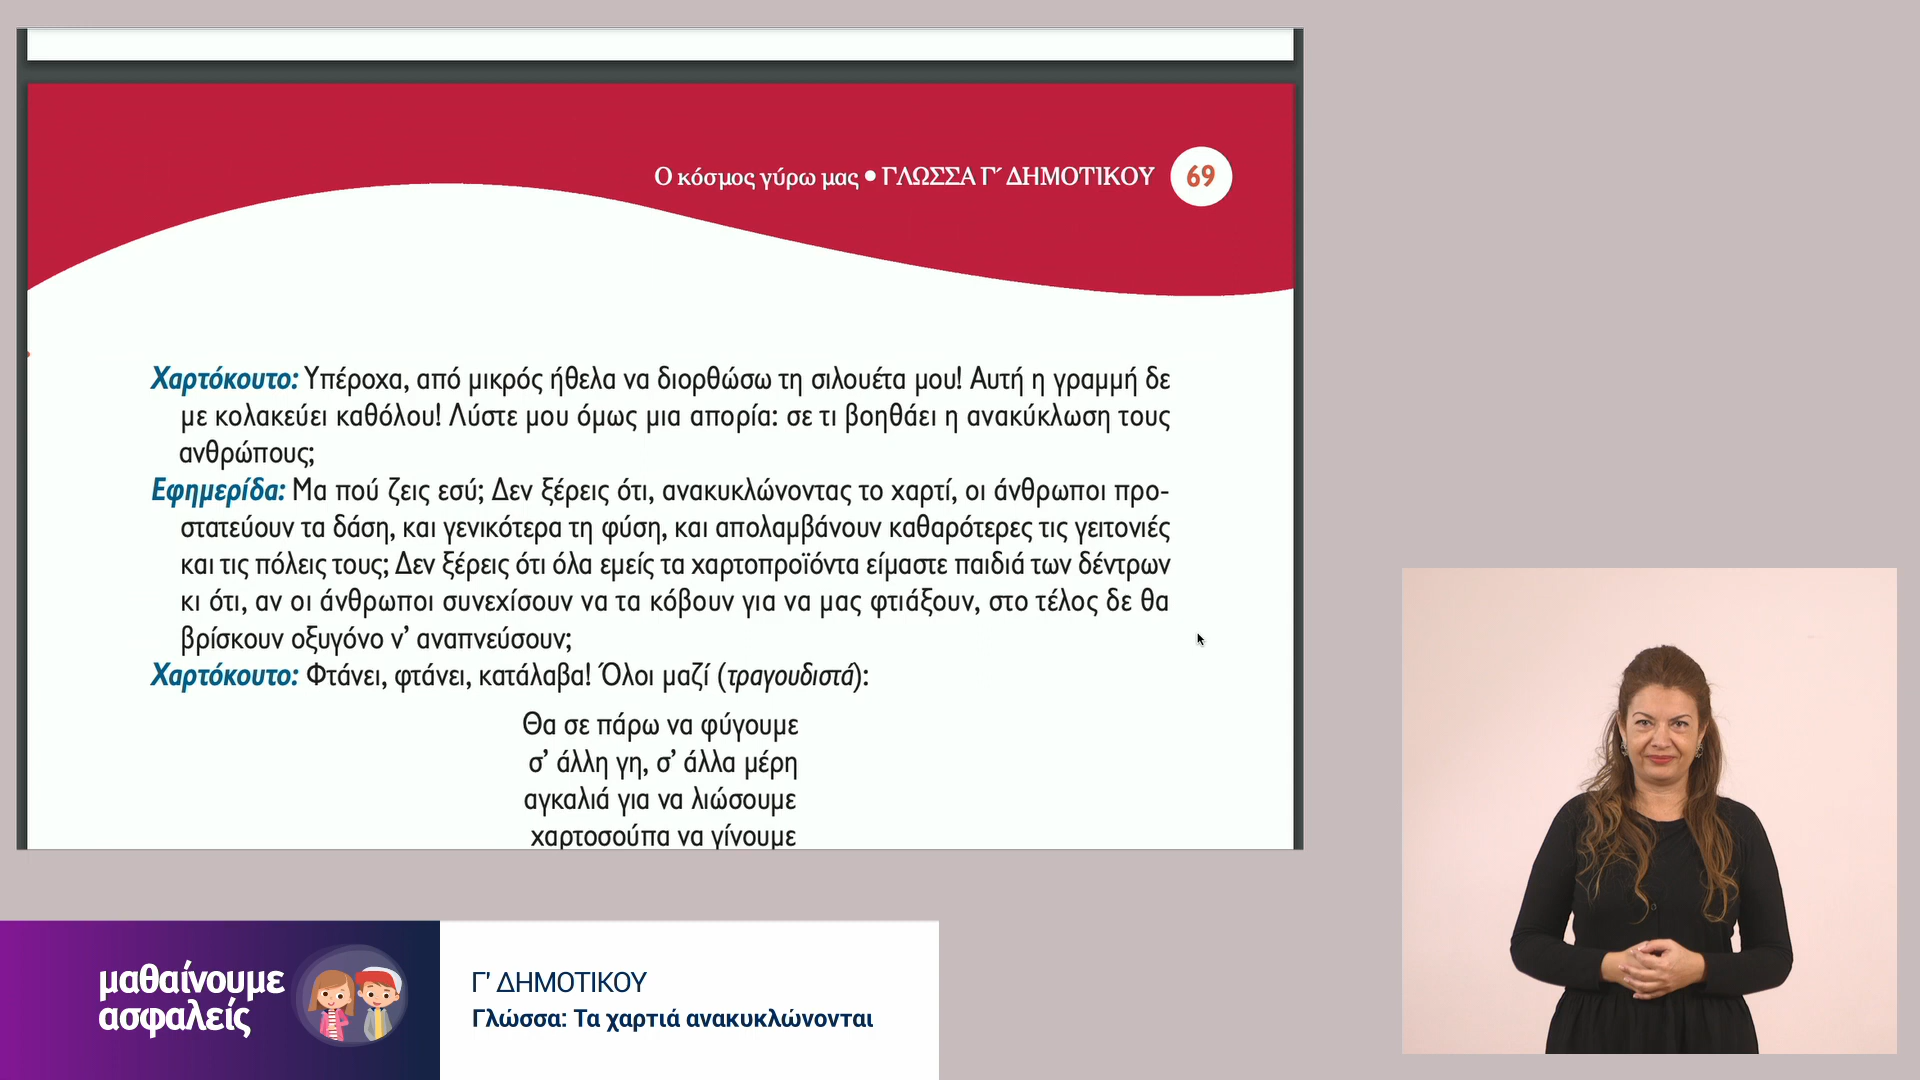 Ο κόσμος γύρω μας • ΓΛΩΣΣΑ Γ΄ ΔΗΜΟΤΙΚΟΥ 69
Χαρτόκουτο: Υπέροχα, από μικρός ήθελα να διορθώσω τη σιλουέτα μου! Αυτή η γραμμή δε
με κολακεύει καθόλου! Λύστε μου όμως μια απορία: σε τι βοηθάει η ανακύκλωση τους
ανθρώπους;
Εφημερίδα: Μα πού ζεις εσύ; Δεν ξέρεις ότι, ανακυκλώνοντας το χαρτί, οι άνθρωποι προ-
στατεύουν τα δάση, και γενικότερα τη φύση, και απολαμβάνουν καθαρότερες τις γειτονιές
και τις πόλεις τους; Δεν ξέρεις ότι όλα εμείς τα χαρτοπροϊόντα είμαστε παιδιά των δέντρων
κι ότι, αν οι άνθρωποι συνεχίσουν να τα κόβουν για να μας φτιάξουν, στο τέλος δε θα
βρίσκουν οξυγόνο ν’ αναπνεύσουν;
Χαρτόκουτο: Φτάνει, φτάνει, κατάλαβα! Όλοι μαζί (τραγουδιστά):
Θα σε πάρω να φύγουμε
σ’ άλλη γη, σ’ άλλα μέρη
αγκαλιά για να λιώσουμε
χαρτοσούπα να γίνουμε
μαθαίνουμε
ασφαλείς
Γ' ΔΗΜΟΤΙΚΟΥ
Γλώσσα: Τα χαρτιά ανακυκλώνονται